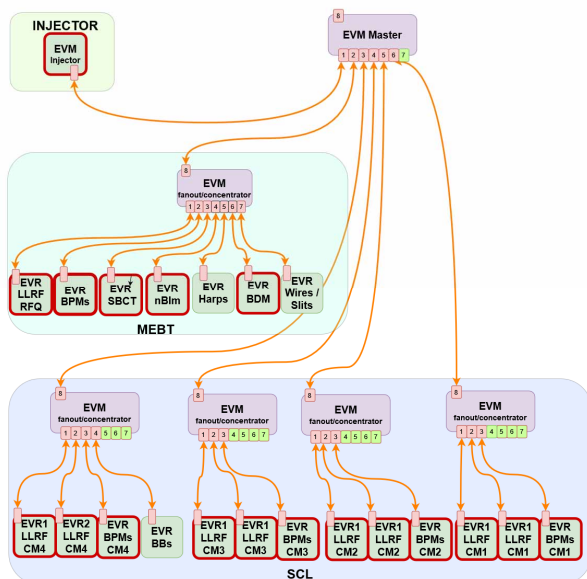 INJECTOR
EVM
Injector
8
EVM Master
1 2 3 4 5 6 7
8
EVM
fanout/concentrator
1 2 3 4 5 6 7
EVR
LLRF
RFQ
EVR
BPMs
EVR
SBCT
EVR
nBlm
EVR
Harps
EVR
BDM
EVR
Wires /
Slits
MEBT
8
EVM
fanout/concentrator
1 2 3 4 5 6 7
8
EVM
fanout/concentrator
1 2 3 4 5 6 7
8
EVM
fanout/concentrator
1 2 3 4 5 6 7
8
EVM
fanout/concentrator
1 2 3 4 5 6 7
EVR1
LLRF
CM4
EVR2
LLRF
CM4
EVR
BPMs
CM4
EVR
BBs
EVR1
LLRF
CM3
EVR1
LLRF
CM3
EVR
BPMs
CM3
EVR1
LLRF
CM2
EVR1
LLRF
CM2
EVR
BPMs
CM2
EVR1
LLRF
CM1
EVR1
LLRF
CM1
EVR
BPMs
CM1
SCL